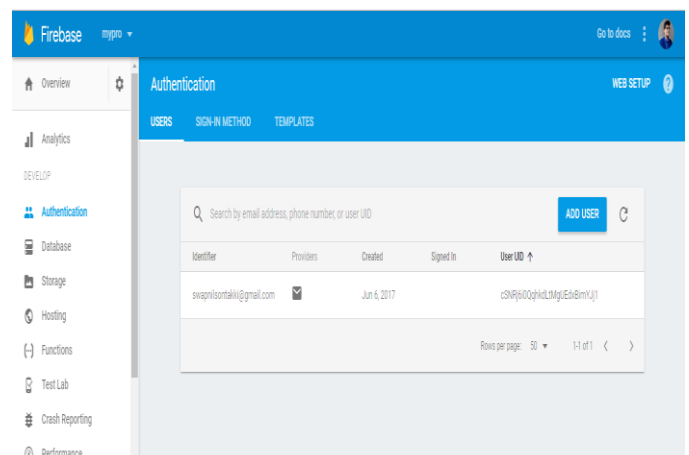 Firebase mypro Go to docs
Overview
Authentication WEB SETUP ?
USERS SIGN-IN METHOD TEMPLATES
Analytics
DEVELOP
Authentication
Database
Storage
Hosting
Functions
Test Lab
Crash Reporting
Performance
Search by email address, phone number, or user UID ADD USER
Identifier Providers Created Signed In User UID ↑
swapnilsontakki@gmail.com Jun 6, 2017
Rows per page: 50 1-1 of 1